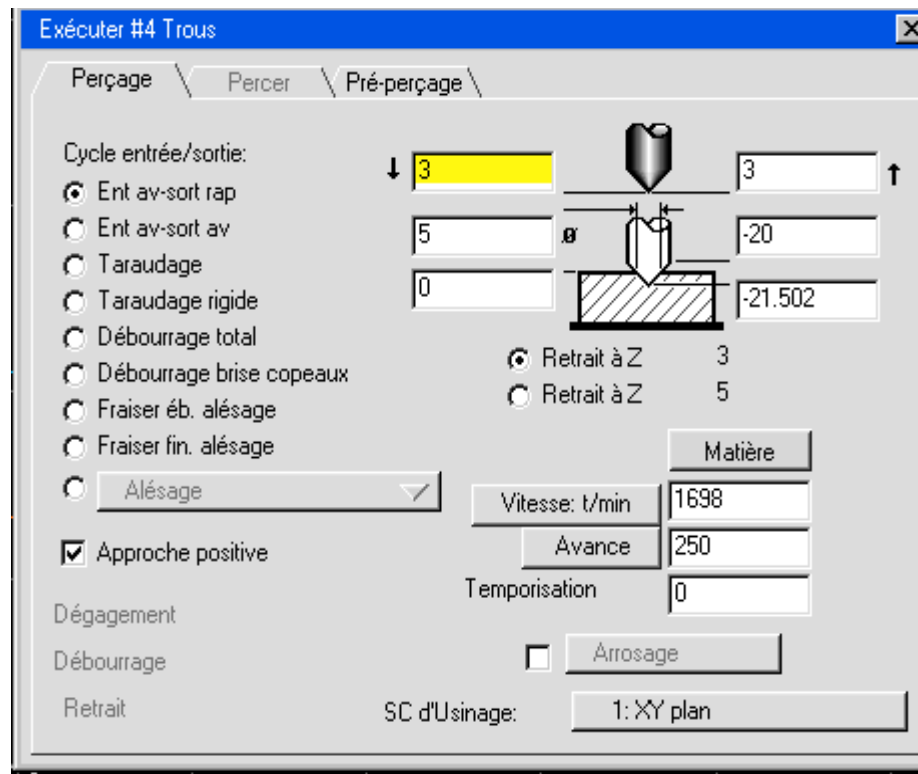 Exécuter #4 Trous
Perçage Percer Pré-perçage
Cycle entrée/sortie:
3 3
Ent av-sort rap
Ent av-sort av
5 ø -20
Taraudage
0 -21.502
Taraudage rigide
Débourrage total
Retrait à Z 3
Débourrage brise copeaux
Retrait à Z 5
Fraiser éb. alésage
Fraiser fin. alésage
Matière
Alésage
Vitesse: t/min 1698
Approche positive
Avance 250
Temporisation 0
Dégagement
Débourrage
Arrosage
Retrait
SC d'Usinage: 1: XY plan